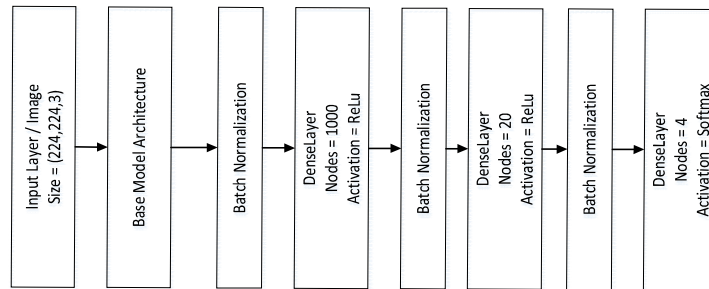 Input Layer / Image
Size = (224,224,3)
Base Model Architecture
Batch Normalization
DenseLayer
Nodes = 1000
Activation = ReLu
Batch Normalization
DenseLayer
Nodes = 20
Activation = ReLu
Batch Normalization
DenseLayer
Nodes = 4
Activation = Softmax